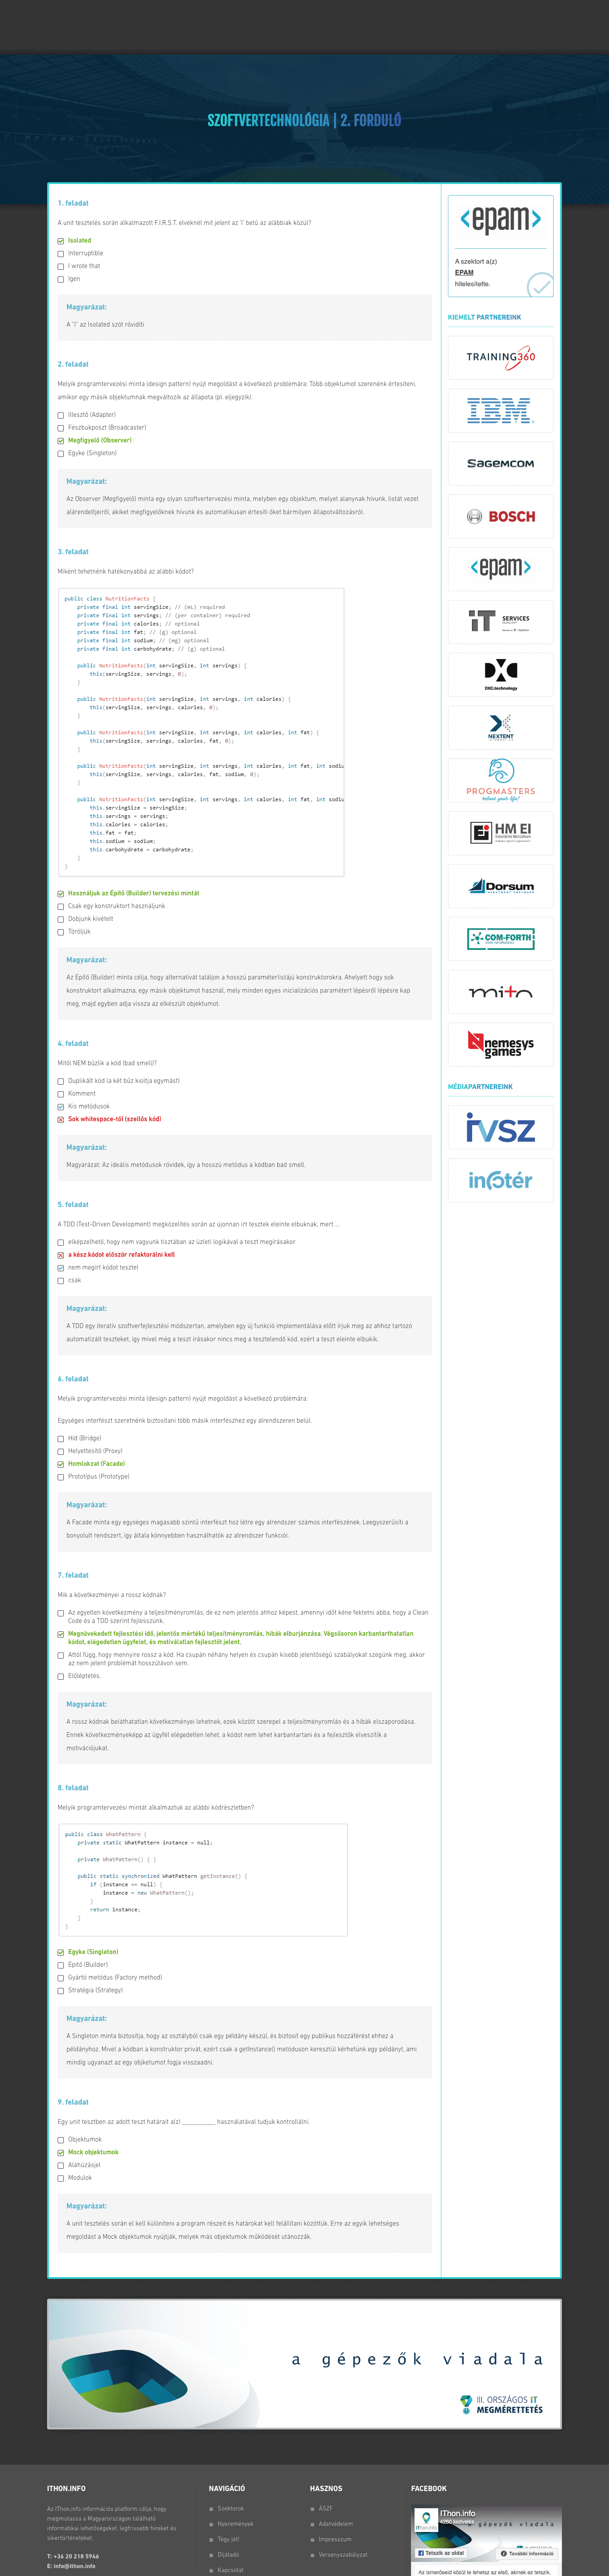 SZOFTVERTECHNOLÓGIA | 2. FORDULÓ
1. feladat
A unit tesztelés során alkalmazott F.I.R.S.T. elveknél mit jelent az 'I' betű az alábbiak közül?
Isolated
Interruptible
I wrote that
Igen
Magyarázat:
A "I" az Isolated szót rövidíti
2. feladat
Melyik programtervezési minta (design pattern) nyújt megoldást a következő problémára: Több objektumot szeretnénk értesíteni,
amikor egy másik objektumnak megváltozik az állapota (pl. eljegyzik).
Illesztő (Adapter)
Fészbukposzt (Broadcaster)
Megfigyelő (Observer)
Egyke (Singleton)
Magyarázat:
Az Observer (Megfigyelő) minta egy olyan szoftvertervezési minta, melyben egy objektum, melyet alanynak hívunk, listát vezet
alárendeltjeiről, akiket megfigyelőknek hívunk és automatikusan értesíti őket bármilyen állapotváltozásról.
3. feladat
Miként tehetnénk hatékonyabbá az alábbi kódot?
public class NutritionFacts {
private final int servingSize; // (mL) required
private final int servings; // (per container) required
private final int calories; // optional
private final int fat; // (g) optional
private final int sodium; // (mg) optional
private final int carbohydrate; // (g) optional
public NutritionFacts(int servingSize, int servings) {
this(servingSize, servings, 0);
}
public NutritionFacts(int servingSize, int servings, int calories) {
this(servingSize, servings, calories, 0);
}
public NutritionFacts(int servingSize, int servings, int calories, int fat) {
this(servingSize, servings, calories, fat, 0);
}
public NutritionFacts(int servingSize, int servings, int calories, int fat, int sodiu
this(servingSize, servings, calories, fat, sodium, 0);
}
public NutritionFacts(int servingSize, int servings, int calories, int fat, int sodiu
this.servingSize = servingSize;
this.servings = servings;
this.calories = calories;
this.fat = fat;
this.sodium = sodium;
this.carbohydrate = carbohydrate;
}
}
Használjuk az Építő (Builder) tervezési mintát
Csak egy konstruktort használjunk
Dobjunk kivételt
Töröljük
Magyarázat:
Az Építő (Builder) minta célja, hogy alternatívát találjon a hosszú paraméterlistájú konstruktorokra. Ahelyett hogy sok
konstruktort alkalmazna, egy másik objektumot használ, mely minden egyes inicializációs paramétert lépésről lépésre kap
meg, majd egyben adja vissza az elkészült objektumot.
4. feladat
Mitől NEM bűzlik a kód (bad smell)?
Duplikált kód (a két bűz kioltja egymást)
Komment
Kis metódusok
Sok whitespace-től (szellős kód)
Magyarázat:
Magyarázat: Az ideális metódusok rövidek, így a hosszú metódus a kódban bad smell.
5. feladat
A TDD (Test-Driven Development) megközelítés során az újonnan írt tesztek eleinte elbuknak, mert ...
elképzelhető, hogy nem vagyunk tisztában az üzleti logikával a teszt megírásakor
a kész kódot először refaktorálni kell
nem megírt kódot tesztel
csak
Magyarázat:
A TDD egy iteratív szoftverfejlesztési módszertan, amelyben egy új funkció implementálása előtt írjuk meg az ahhoz tartozó
automatizált teszteket, így mivel még a teszt írásakor nincs meg a tesztelendő kód, ezért a teszt eleinte elbukik.
6. feladat
Melyik programtervezési minta (design pattern) nyújt megoldást a következő problémára:
Egységes interfészt szeretnénk biztosítani több másik interfészhez egy alrendszeren belül.
Híd (Bridge)
Helyettesítő (Proxy)
Homlokzat (Facade)
Prototípus (Prototype)
Magyarázat:
A Facade minta egy egységes magasabb szintű interfészt hoz létre egy alrendszer számos interfészének. Leegyszerűsíti a
bonyolult rendszert, így általa könnyebben használhatók az alrendszer funkciói.
7. feladat
Mik a következményei a rossz kódnak?
Az egyetlen következmény a teljesítményromlás, de ez nem jelentős ahhoz képest, amennyi időt kéne fektetni abba, hogy a Clean
Code és a TDD szerint fejlesszünk.
Megnövekedett fejlesztési idő, jelentős mértékű teljesítményromlás, hibák elburjánzása. Végsősoron karbantarthatatlan
kódot, elégedetlen ügyfelet, és motiválatlan fejlesztőt jelent.
Attól függ, hogy mennyire rossz a kód. Ha csupán néhány helyen és csupán kisebb jelentőségű szabályokat szegünk meg, akkor
az nem jelent problémát hosszútávon sem.
Előléptetés.
Magyarázat:
A rossz kódnak beláthatatlan következményei lehetnek, ezek között szerepel a teljesítményromlás és a hibák elszaporodása.
Ennek következményeképp az ügyfél elégedetlen lehet, a kódot nem lehet karbantartani és a fejlesztők elveszítik a
motivációjukat.
8. feladat
Melyik programtervezési mintát alkalmaztuk az alábbi kódrészletben?
public class WhatPattern {
private static WhatPattern instance = null;
private WhatPattern() { }
public static synchronized WhatPattern getInstance() {
if (instance == null) {
instance = new WhatPattern();
}
return instance;
}
}
Egyke (Singleton)
Építő (Builder)
Gyártó metódus (Factory method)
Stratégia (Strategy)
Magyarázat:
A Singleton minta biztosítja, hogy az osztályból csak egy példány készül, és biztosít egy publikus hozzáférést ehhez a
példányhoz. Mivel a kódban a konstruktor privát, ezért csak a getInstance() metóduson keresztül kérhetünk egy példányt, ami
mindig ugyanazt az egy objketumot fogja visszaadni.
9. feladat
Egy unit tesztben az adott teszt határait a(z) ___________ használatával tudjuk kontrollálni.
Objektumok
Mock objektumok
Aláhúzásjel
Modulok
Magyarázat:
A unit tesztelés során el kell különíteni a program részeit és határokat kell felállítani közöttük. Erre az egyik lehetséges
megoldást a Mock objektumok nyújtják, melyek más objektumok működését utánozzák.
<epam>
A szektort a(z)
EPAM
hitelesítette.
KIEMELT PARTNEREINK
TRAINING360
IBM
SAGEMCOM
BOSCH
<epam>
IT SERVICES
DXC.technology
NEXTENT
PROGMASTERS
reboot your life!
HM EI
Dorsum
COM-FORTH
mito
nemesys
games
MÉDIAPARTNEREINK
IVSZ
infotér
a gépezők viadala
III. ORSZÁGOS IT
MEGMÉRETTETÉS
ITHON.INFO
Az IThon.info információs platform célja, hogy
megmutassa a Magyarországon található
informatikai lehetőségeket, legfrissebb híreket és
sikertörténeteket.
T: +36 20 218 5946
E: info@ithon.info
NAVIGÁCIÓ
Szektorok
Nyeremények
Tégy jót!
Díjátadó
Kapcsolat
HASZNOS
ÁSZF
Adatvédelem
Impresszum
Versenyszabályzat
FACEBOOK
IThon.info
4760 kedvelés
a gépezők viadala
Tetszik az oldal
További információ
Az ismerőseid közül te lehetsz az első, akinek ez tetszik.